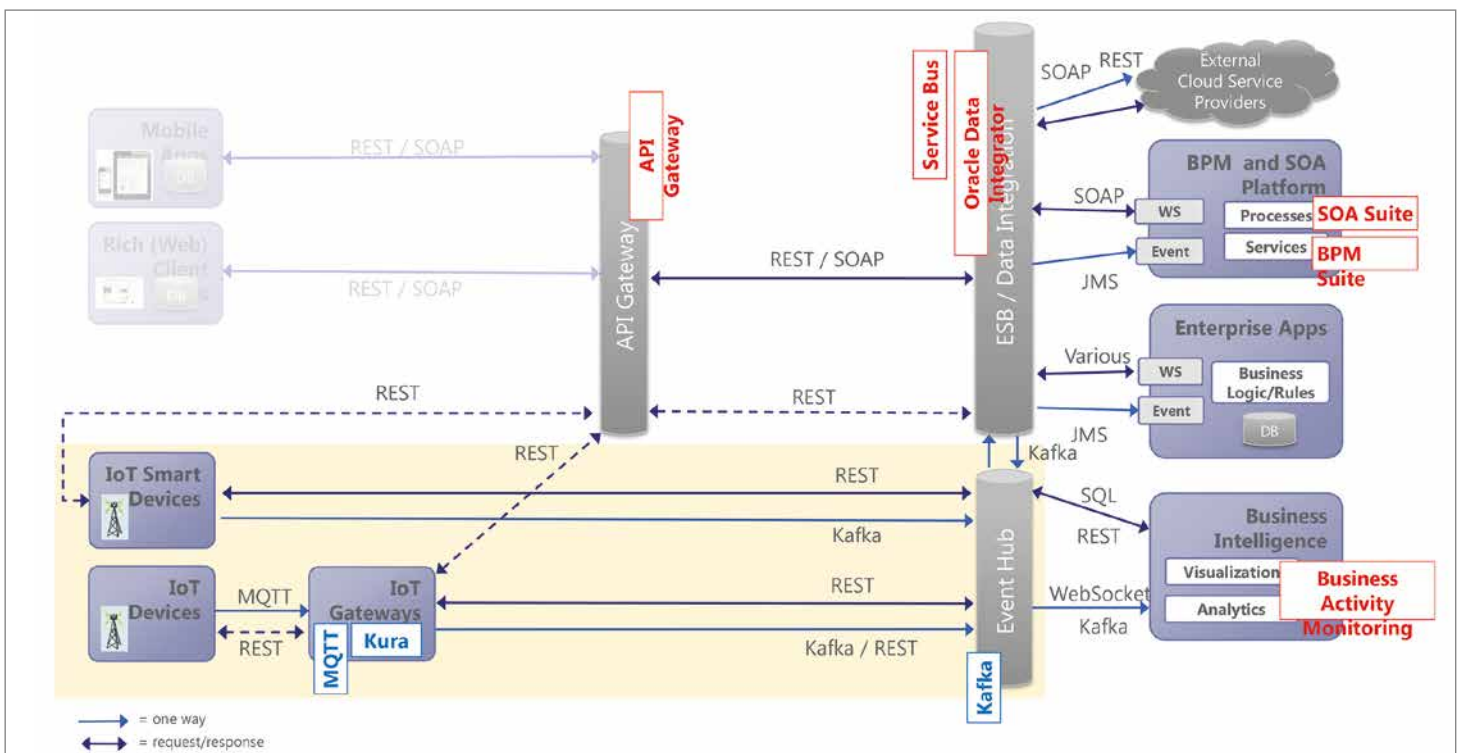 Mobile
Apps
DB
Rich (Web)
Client
DB
REST / SOAP
REST / SOAP
API
Gateway
API Gateway
REST / SOAP
REST
REST
REST
Service Bus
Oracle Data
Integrator
ESB / Data Integration
SOAP
REST
External
Cloud Service
Providers
BPM and SOA
Platform
SOAP
WS
Processes
SOA Suite
Event
Services
BPM
Suite
JMS
Enterprise Apps
Various
WS
Business
Logic/Rules
Event
DB
JMS
Kafka
IoT Smart
Devices
REST
Kafka
IoT
Devices
MQTT
REST
IoT
Gateways
MQTT
Kura
REST
Kafka / REST
Event Hub
Kafka
SQL
REST
Business
Intelligence
Visualization
Analytics
Business
Activity
Monitoring
WebSocket
Kafka
= one way
= request/response